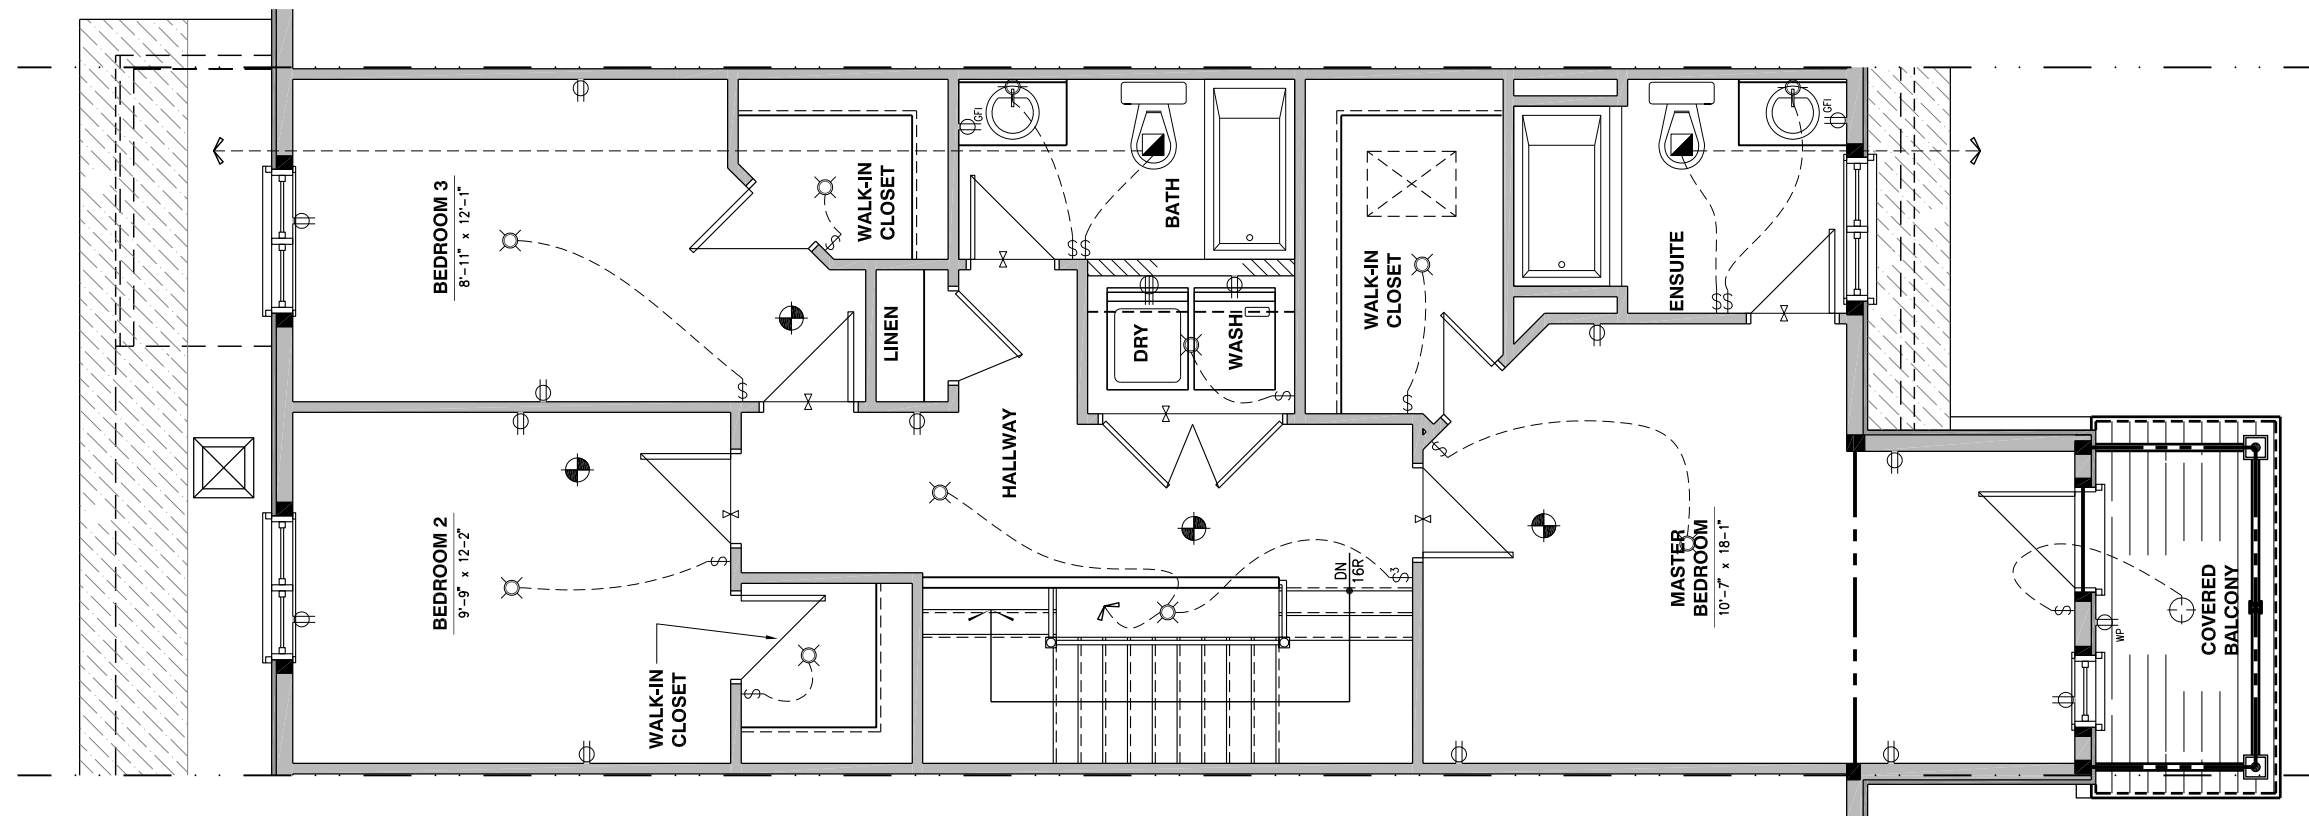 BEDROOM 3
8'-11" x 12'-1"
WALK-IN
CLOSET
GFI
BATH
LINEN
DRY
WASH
WALK-IN
CLOSET
ENSUITE
GFI
BEDROOM 2
9'-9" x 12'-2"
WALK-IN
CLOSET
HALLWAY
DN
16R
$3
MASTER
BEDROOM
10'-7" x 18'-1"
WP
COVERED
BALCONY